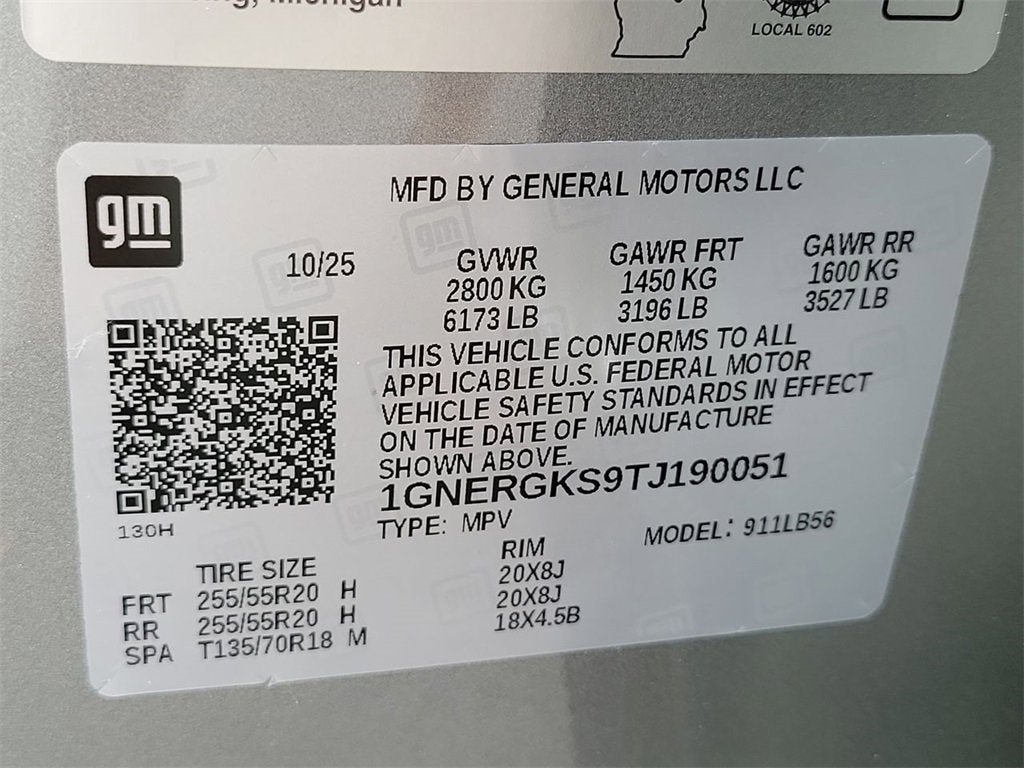 Michigan
LOCAL 602
gm
MFD BY GENERAL MOTORS LLC
10/25
GVWR
2800 KG
6173 LB
GAWR FRT
1450 KG
3196 LB
GAWR RR
1600 KG
3527 LB
THIS VEHICLE CONFORMS TO ALL
APPLICABLE U.S. FEDERAL MOTOR
VEHICLE SAFETY STANDARDS IN EFFECT
ON THE DATE OF MANUFACTURE
SHOWN ABOVE.
1GNERGKS9TJ190051
TYPE: MPV
MODEL: 911LB56
130H
TIRE SIZE RIM
FRT 255/55R20 H 20X8J
RR 255/55R20 H 20X8J
SPA T135/70R18 M 18X4.5B